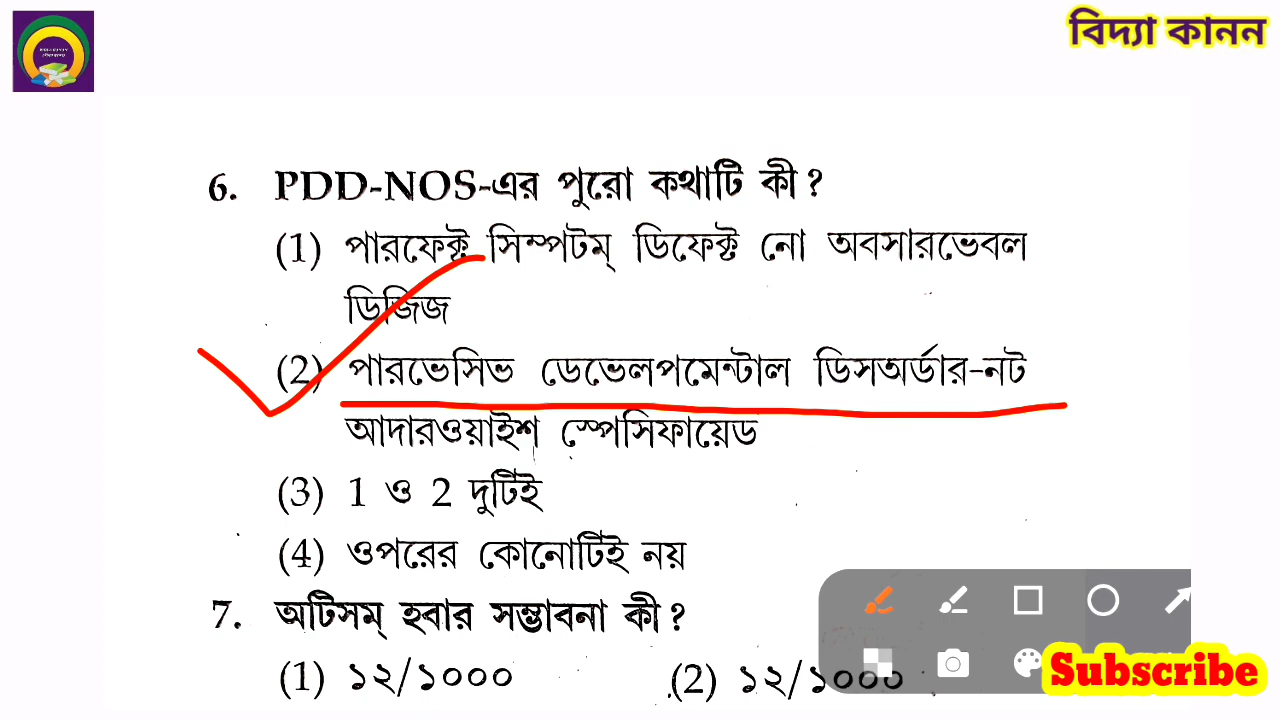 বিদ্যা কানন
6. PDD-NOS-এর পুরো কথাটি কী?
(1) পারফেক্ট সিম্পটম্ ডিফেক্ট নো অবসারভেবল
ডিজিজ
(2) পারভেসিভ ডেভেলপমেন্টাল ডিসঅর্ডার-নট
আদারওয়াইশ স্পেসিফায়েড
(3) 1 ও 2 দুটিই
(4) ওপরের কোনোটিই নয়
7. অটিসম্ হবার সম্ভাবনা কী?
(1) ১২/১০০০ (2) ১২/১০০০
Subscribe